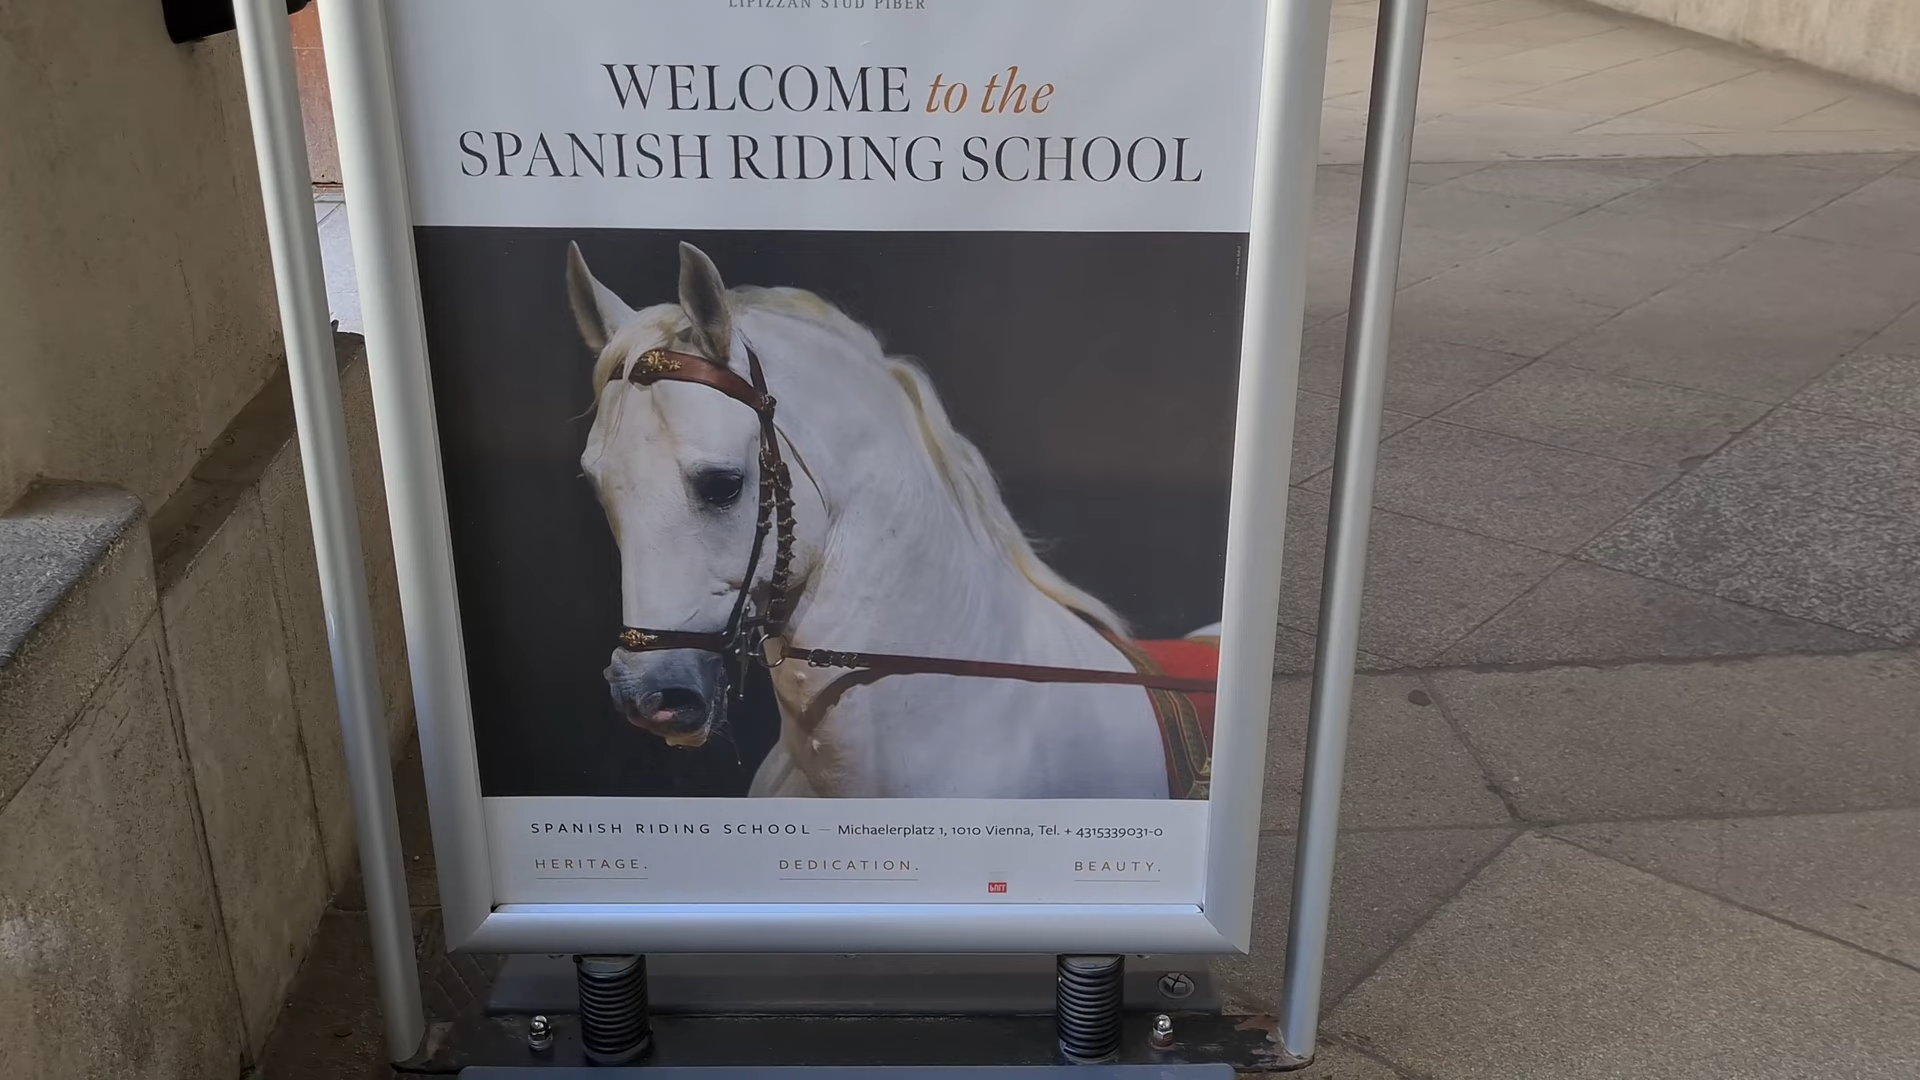 LIPIZZAN STUD PIBER
WELCOME to the
SPANISH RIDING SCHOOL
SPANISH RIDING SCHOOL — Michaelerplatz 1, 1010 Vienna, Tel. + 4315339031-0
HERITAGE. DEDICATION. BEAUTY.